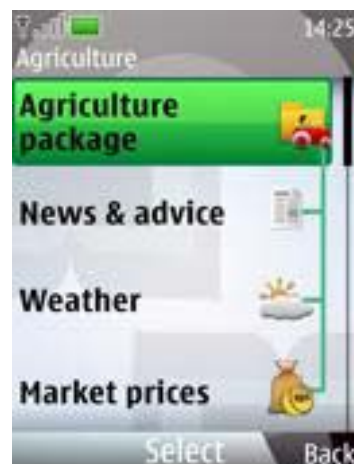 14:25
Agriculture
Agriculture
package
News & advice
Weather
Market prices
Select Back